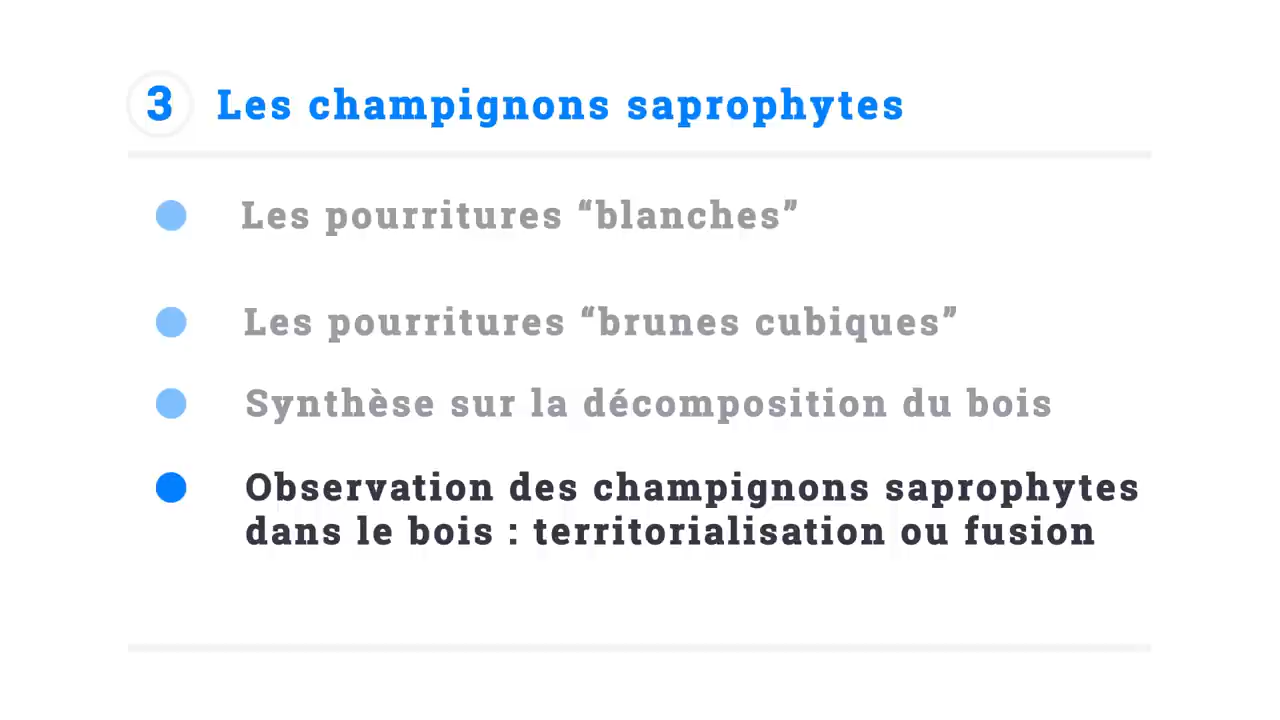 3 Les champignons saprophytes
Les pourritures “blanches”
Les pourritures “brunes cubiques”
Synthèse sur la décomposition du bois
Observation des champignons saprophytes
dans le bois : territorialisation ou fusion